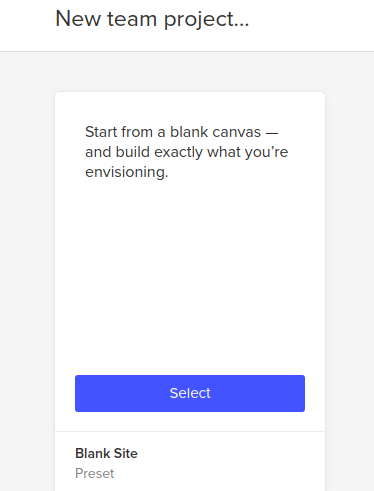 New team project...
Start from a blank canvas —
and build exactly what you’re
envisioning.
Select
Blank Site
Preset